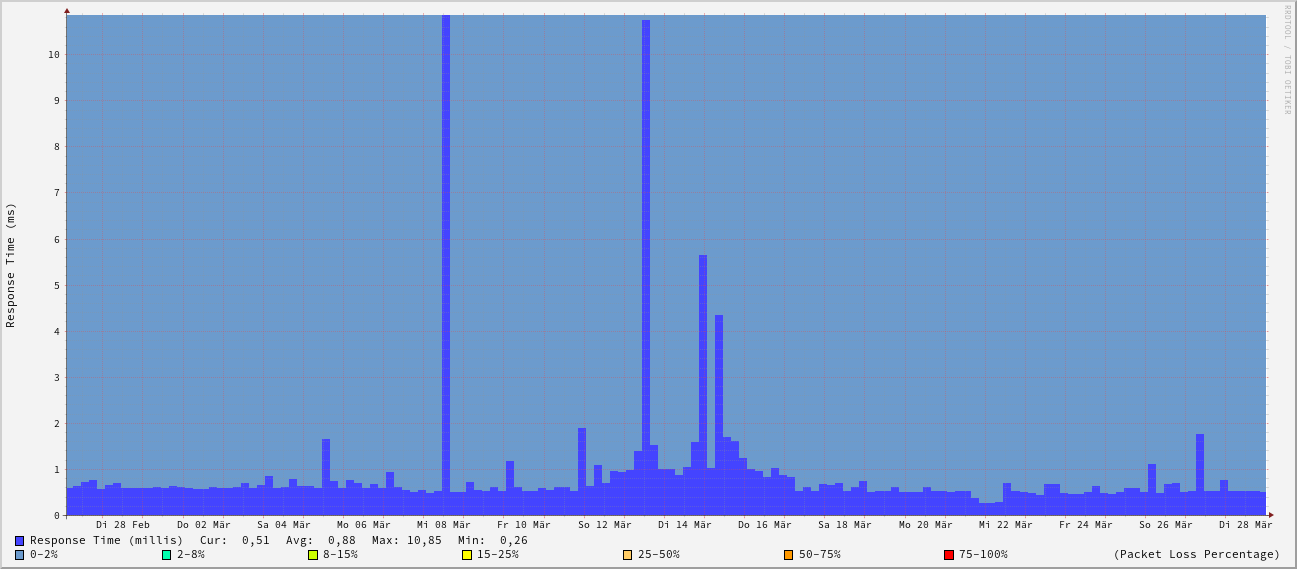 RRDTOOL / TOBI OETIKER
Response Time (ms)
10
9
8
7
6
5
4
3
2
1
0
Di 28 Feb Do 02 Mär Sa 04 Mär Mo 06 Mär Mi 08 Mär Fr 10 Mär So 12 Mär Di 14 Mär Do 16 Mär Sa 18 Mär Mo 20 Mär Mi 22 Mär Fr 24 Mär So 26 Mär Di 28 Mär
Response Time (millis) Cur: 0,51 Avg: 0,88 Max: 10,85 Min: 0,26
0-2% 2-8% 8-15% 15-25% 25-50% 50-75% 75-100% (Packet Loss Percentage)